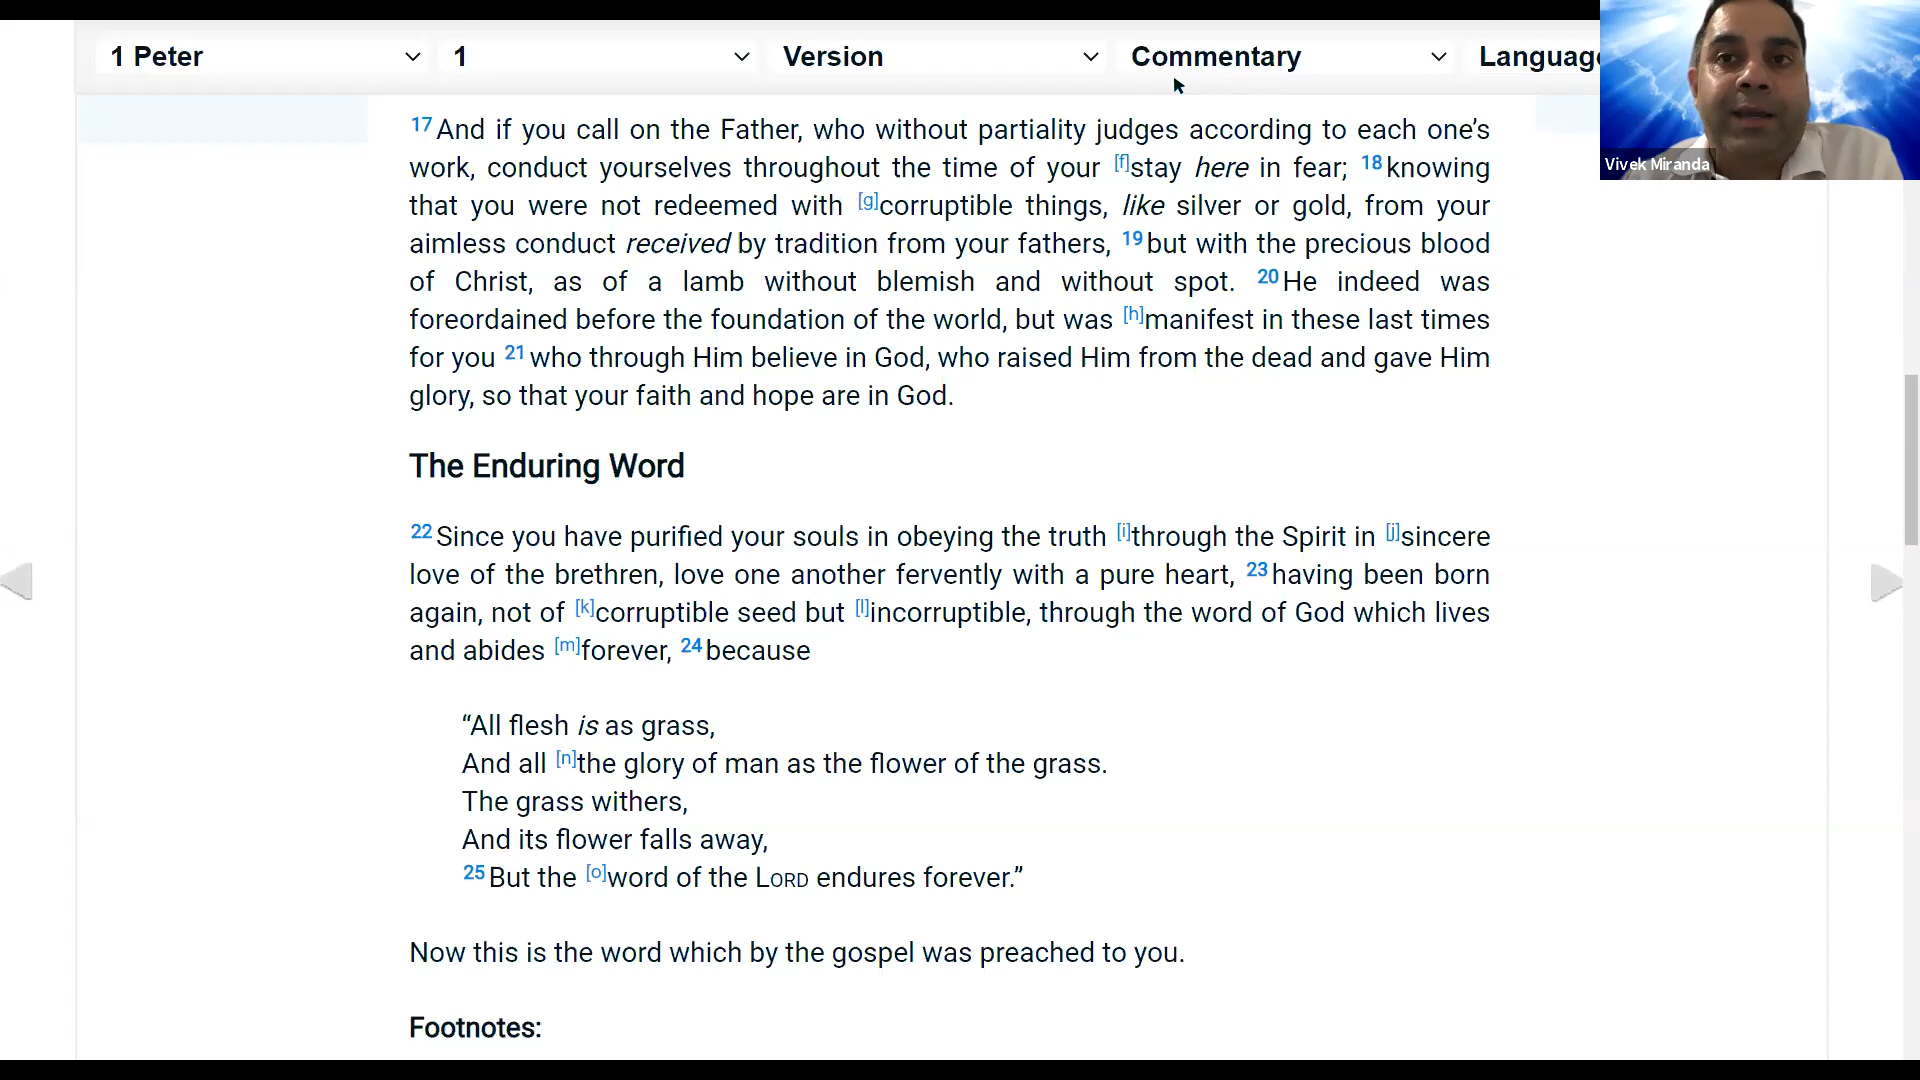 1 Peter 1 Version Commentary Language
17 And if you call on the Father, who without partiality judges according to each one’s
work, conduct yourselves throughout the time of your [f]stay here in fear; 18 knowing
that you were not redeemed with [g]corruptible things, like silver or gold, from your
aimless conduct received by tradition from your fathers, 19 but with the precious blood
of Christ, as of a lamb without blemish and without spot. 20 He indeed was
foreordained before the foundation of the world, but was [h]manifest in these last times
for you 21 who through Him believe in God, who raised Him from the dead and gave Him
glory, so that your faith and hope are in God.
The Enduring Word
22 Since you have purified your souls in obeying the truth [i]through the Spirit in [j]sincere
love of the brethren, love one another fervently with a pure heart, 23 having been born
again, not of [k]corruptible seed but [l]incorruptible, through the word of God which lives
and abides [m]forever, 24 because
“All flesh is as grass,
And all [n]the glory of man as the flower of the grass.
The grass withers,
And its flower falls away,
25 But the [o]word of the LORD endures forever.”
Now this is the word which by the gospel was preached to you.
Footnotes:
Vivek Miranda